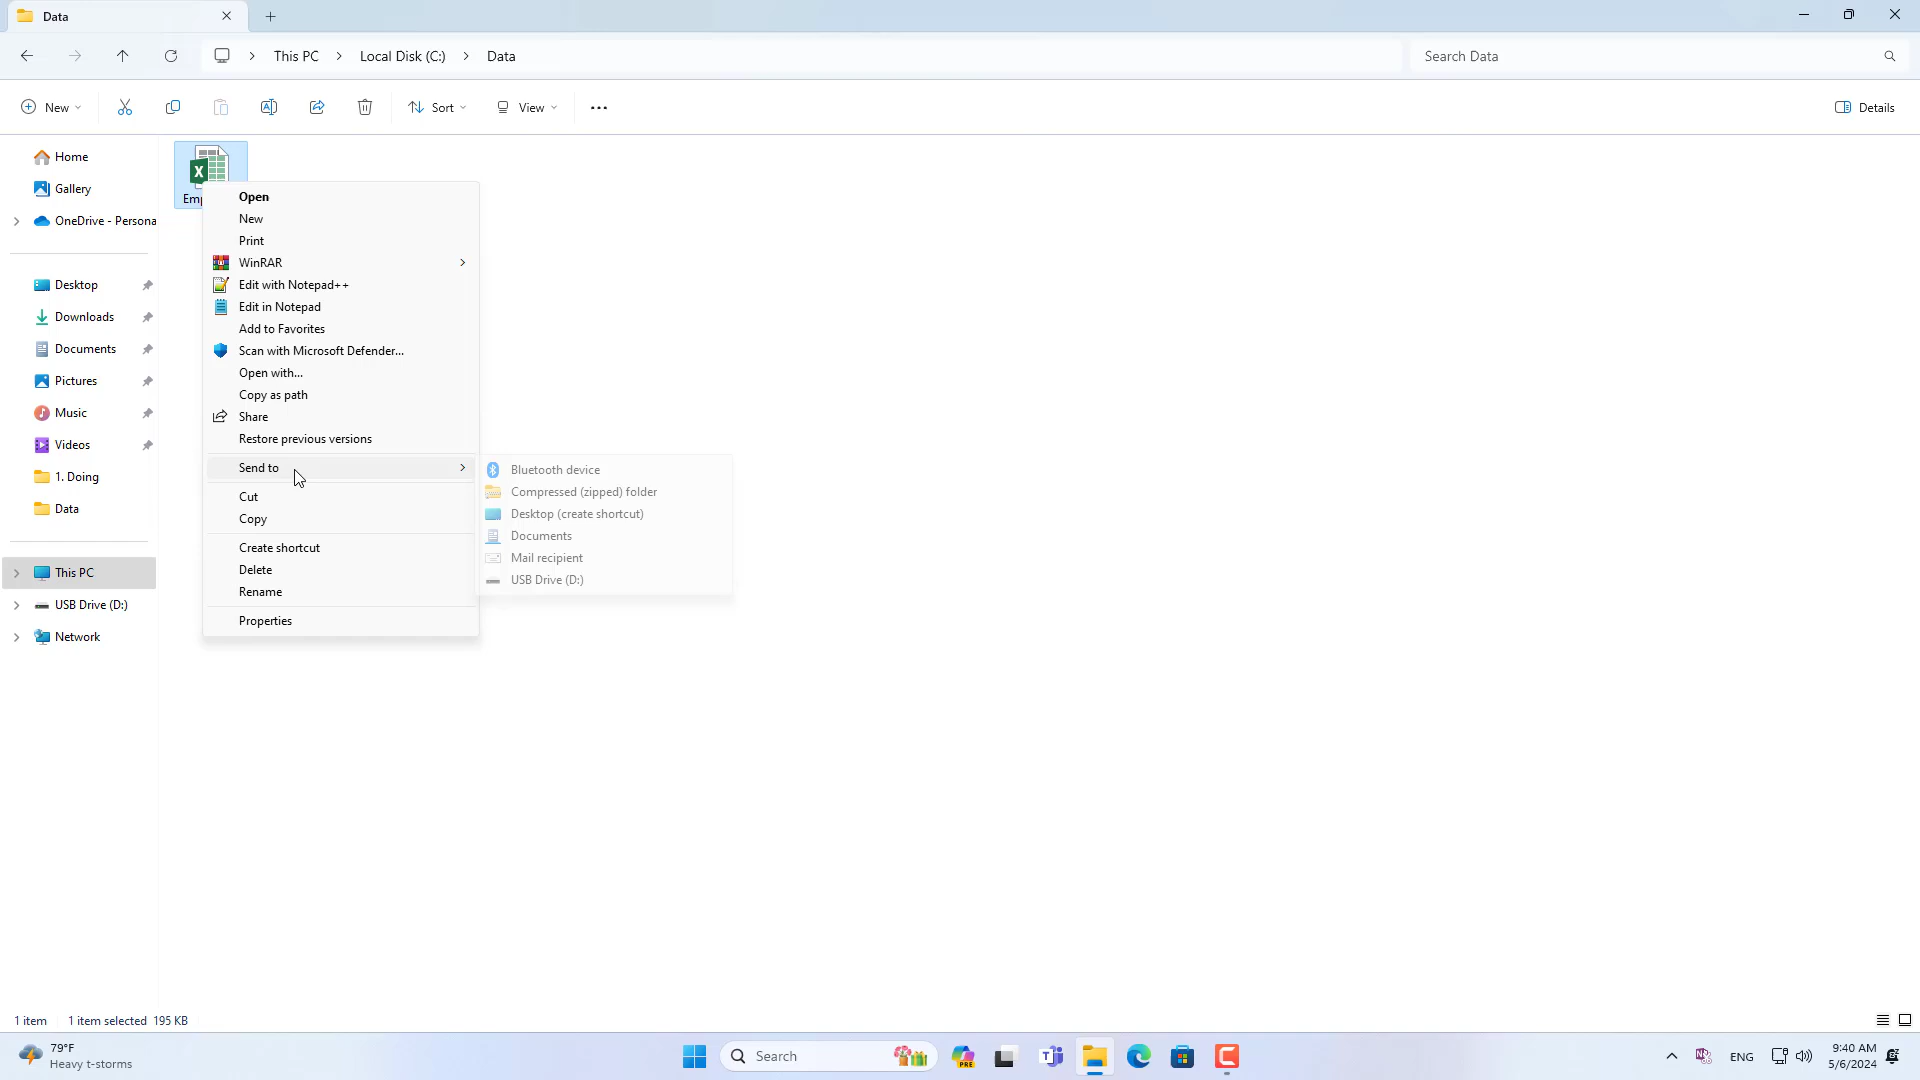 Data
This PC
Local Disk (C:)
Data
Search Data
New
Sort
View
Details
Home
Gallery
OneDrive - Persona
Desktop
Downloads
Documents
Pictures
Music
Videos
1. Doing
Data
This PC
USB Drive (D:)
Network
X
Emp
Open
New
Print
WinRAR
Edit with Notepad++
Edit in Notepad
Add to Favorites
Scan with Microsoft Defender...
Open with...
Copy as path
Share
Restore previous versions
Send to
Cut
Copy
Create shortcut
Delete
Rename
Properties
Bluetooth device
Compressed (zipped) folder
Desktop (create shortcut)
Documents
Mail recipient
USB Drive (D:)
1 item
1 item selected 195 KB
79°F
Heavy t-storms
Search
PRE
ENG
9:40 AM
5/6/2024